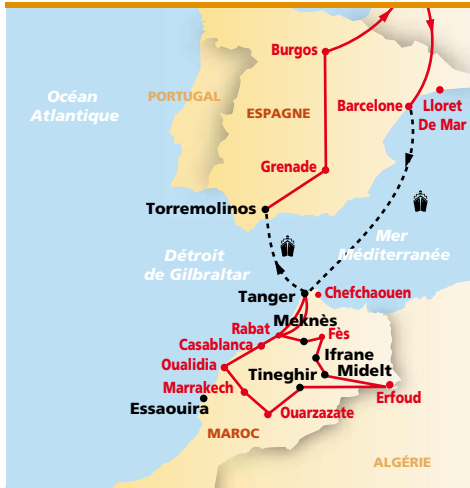 Burgos
Océan
Atlantique
PORTUGAL
ESPAGNE
Barcelone
Lloret
De Mar
Grenade
Torremolinos
Détroit
de Gilbraltar
Mer
Méditerranée
Tanger
Chefchaouen
Meknès
Rabat
Fès
Casablanca
Ifrane
Oualidia
Tineghir
Midelt
Marrakech
Erfoud
Essaouira
Ouarzazate
MAROC
ALGÉRIE